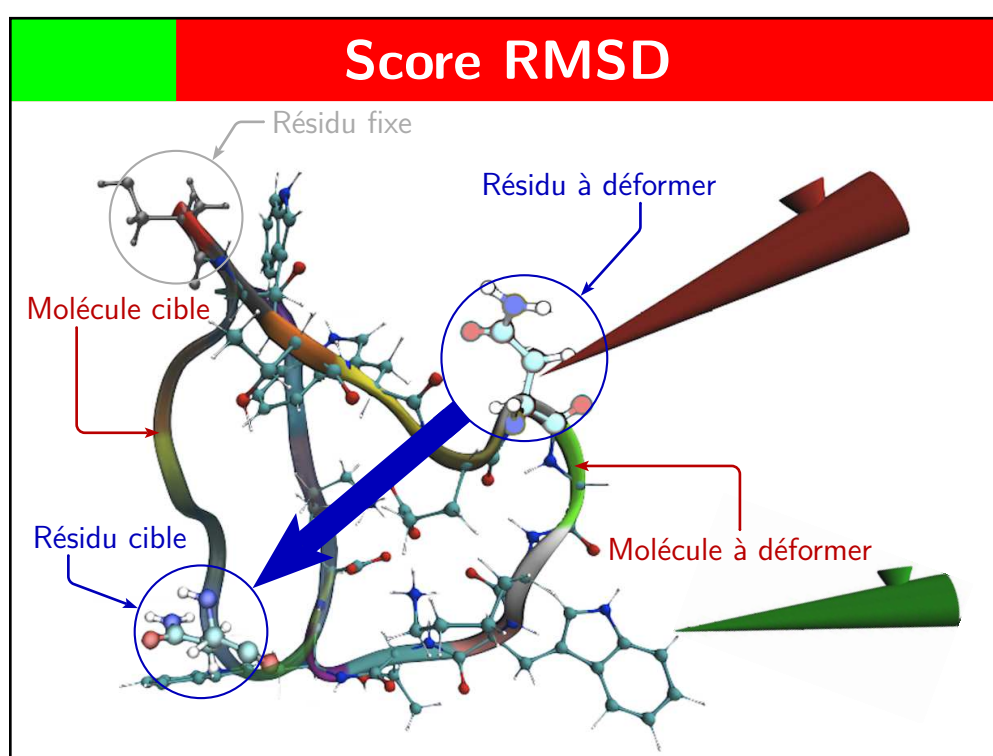 Score RMSD
Résidu fixe
Résidu à déformer
Molécule cible
Résidu cible
Molécule à déformer